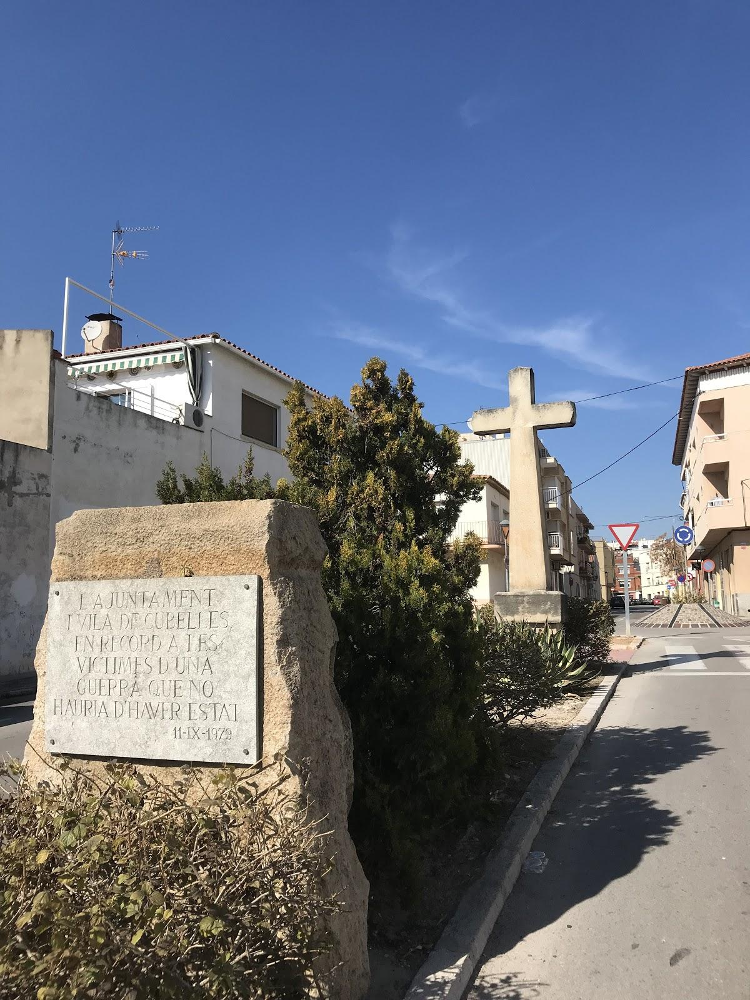 L'AJUNTAMENT
I VILA DE CUBELLES,
EN RECORD A LES
VICTIMES D'UNA
GUERRA QUE NO
HAURIA D'HAVER ESTAT
11-IX-1979